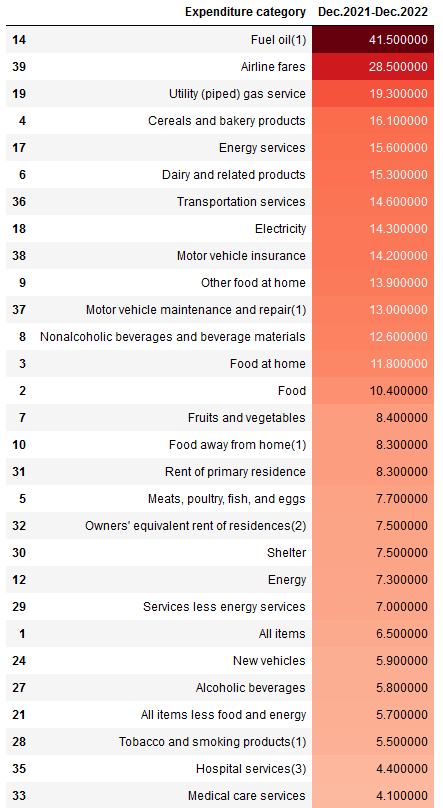 Expenditure category Dec.2021-Dec.2022
14 Fuel oil(1) 41.500000
39 Airline fares 28.500000
19 Utility (piped) gas service 19.300000
4 Cereals and bakery products 16.100000
17 Energy services 15.600000
6 Dairy and related products 15.300000
36 Transportation services 14.600000
18 Electricity 14.300000
38 Motor vehicle insurance 14.200000
9 Other food at home 13.900000
37 Motor vehicle maintenance and repair(1) 13.000000
8 Nonalcoholic beverages and beverage materials 12.600000
3 Food at home 11.800000
2 Food 10.400000
7 Fruits and vegetables 8.400000
10 Food away from home(1) 8.300000
31 Rent of primary residence 8.300000
5 Meats, poultry, fish, and eggs 7.700000
32 Owners' equivalent rent of residences(2) 7.500000
30 Shelter 7.500000
12 Energy 7.300000
29 Services less energy services 7.000000
1 All items 6.500000
24 New vehicles 5.900000
27 Alcoholic beverages 5.800000
21 All items less food and energy 5.700000
28 Tobacco and smoking products(1) 5.500000
35 Hospital services(3) 4.400000
33 Medical care services 4.100000